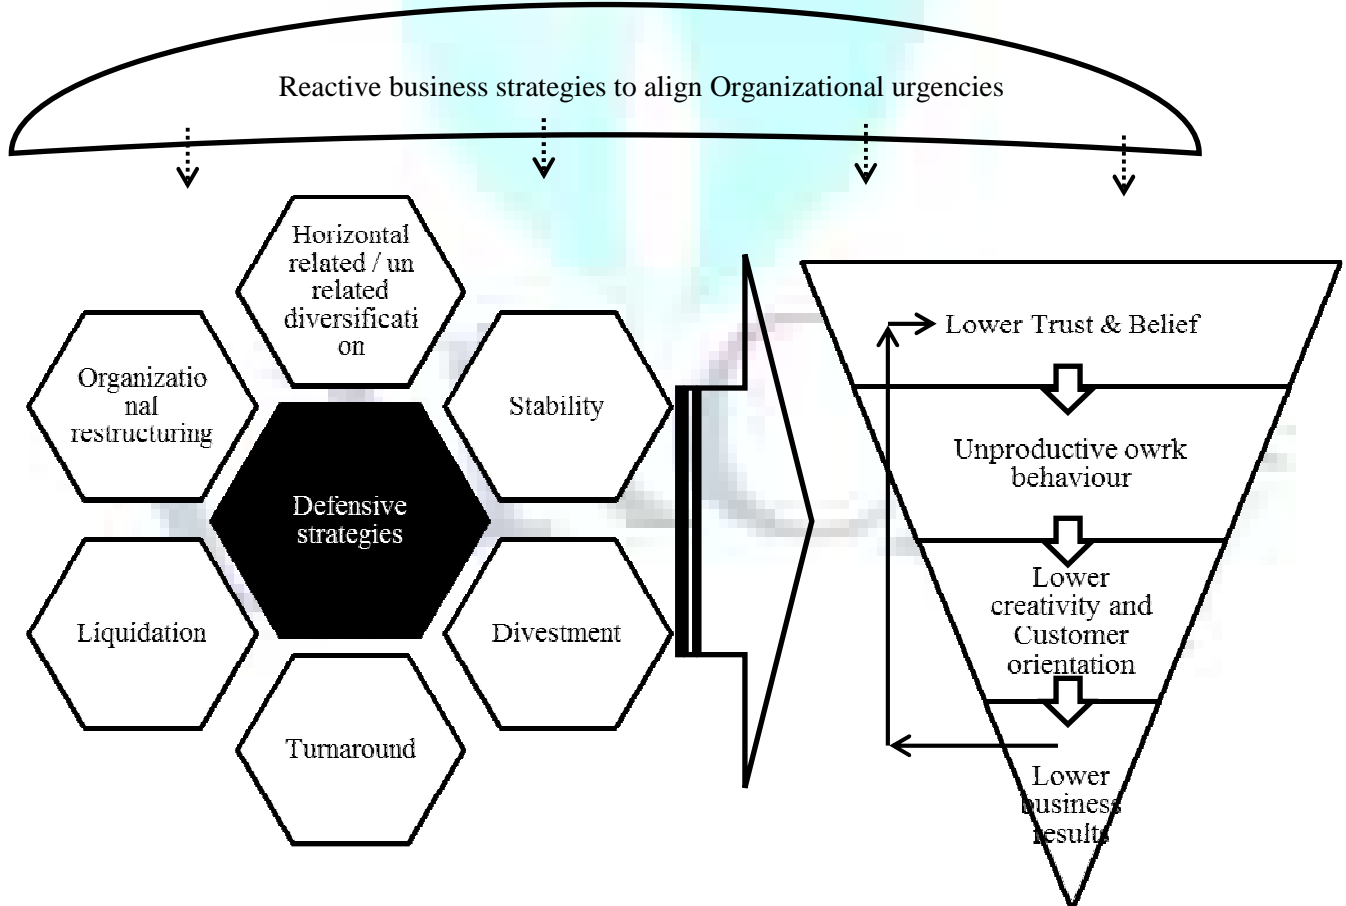 Reactive business strategies to align Organizational urgencies
Horizontal
related / un
related
diversificati
on
Organizatio
nal
restructuring
Stability
Defensive
strategies
Liquidation
Divestment
Turnaround
Lower Trust & Belief
Unproductive owrk
behaviour
Lower
creativity and
Customer
orientation
Lower
business
results